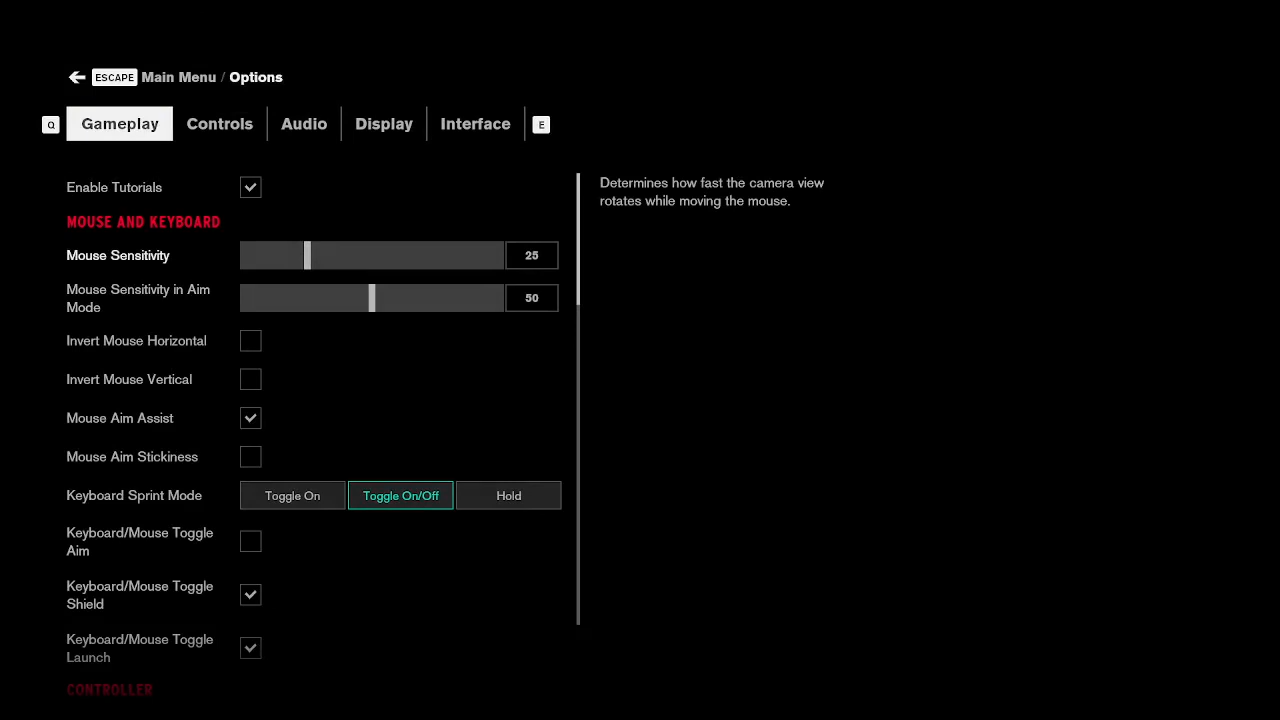 ESCAPE Main Menu / Options
Q Gameplay Controls Audio Display Interface E
Enable Tutorials
Determines how fast the camera view
rotates while moving the mouse.
MOUSE AND KEYBOARD
Mouse Sensitivity 25
Mouse Sensitivity in Aim
Mode 50
Invert Mouse Horizontal
Invert Mouse Vertical
Mouse Aim Assist
Mouse Aim Stickiness
Keyboard Sprint Mode Toggle On Toggle On/Off Hold
Keyboard/Mouse Toggle
Aim
Keyboard/Mouse Toggle
Shield
Keyboard/Mouse Toggle
Launch
CONTROLLER